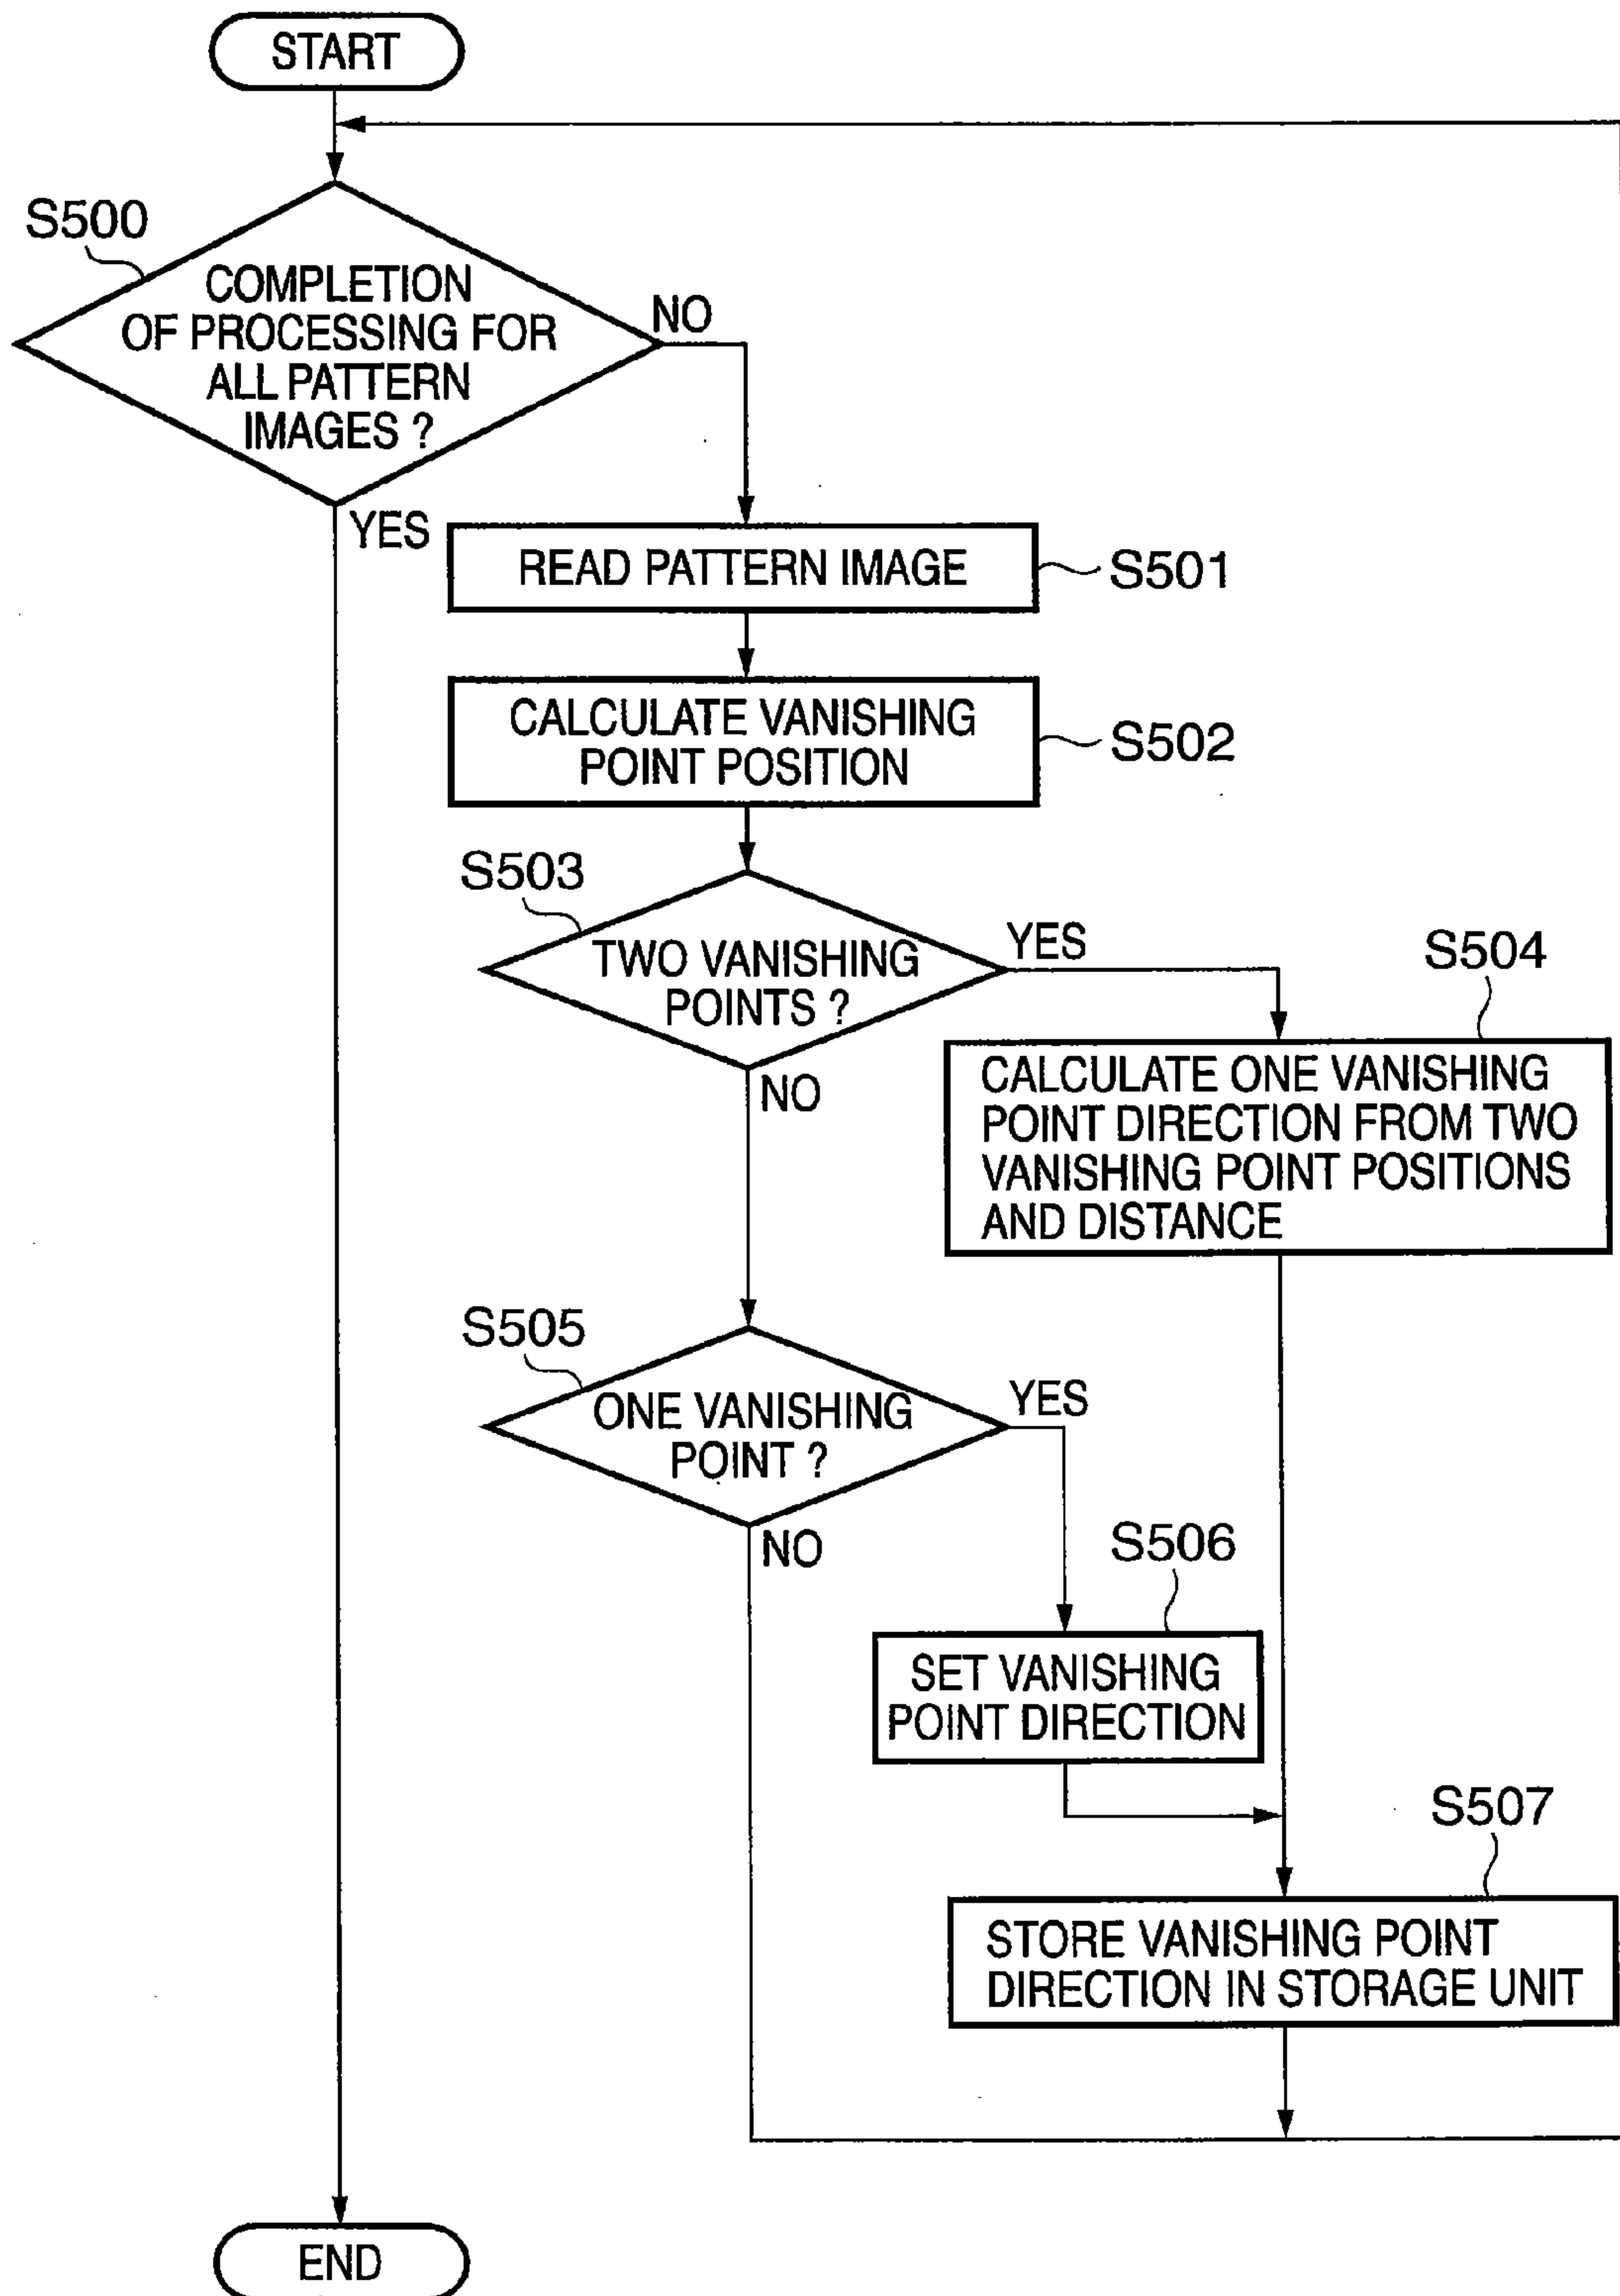 START
S500
COMPLETION
OF PROCESSING FOR
ALL PATTERN
IMAGES ?
NO
YES
READ PATTERN IMAGE
S501
CALCULATE VANISHING
POINT POSITION
S502
S503
TWO VANISHING
POINTS ?
YES
NO
S504
CALCULATE ONE VANISHING
POINT DIRECTION FROM TWO
VANISHING POINT POSITIONS
AND DISTANCE
S505
ONE VANISHING
POINT ?
YES
NO
S506
SET VANISHING
POINT DIRECTION
S507
STORE VANISHING POINT
DIRECTION IN STORAGE UNIT
END